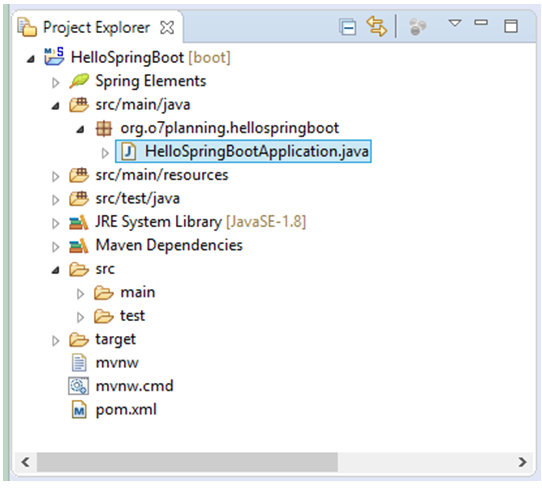 Project Explorer
HelloSpringBoot [boot]
Spring Elements
src/main/java
org.o7planning.hellospringboot
HelloSpringBootApplication.java
src/main/resources
src/test/java
JRE System Library [JavaSE-1.8]
Maven Dependencies
src
main
test
target
mvnw
mvnw.cmd
pom.xml